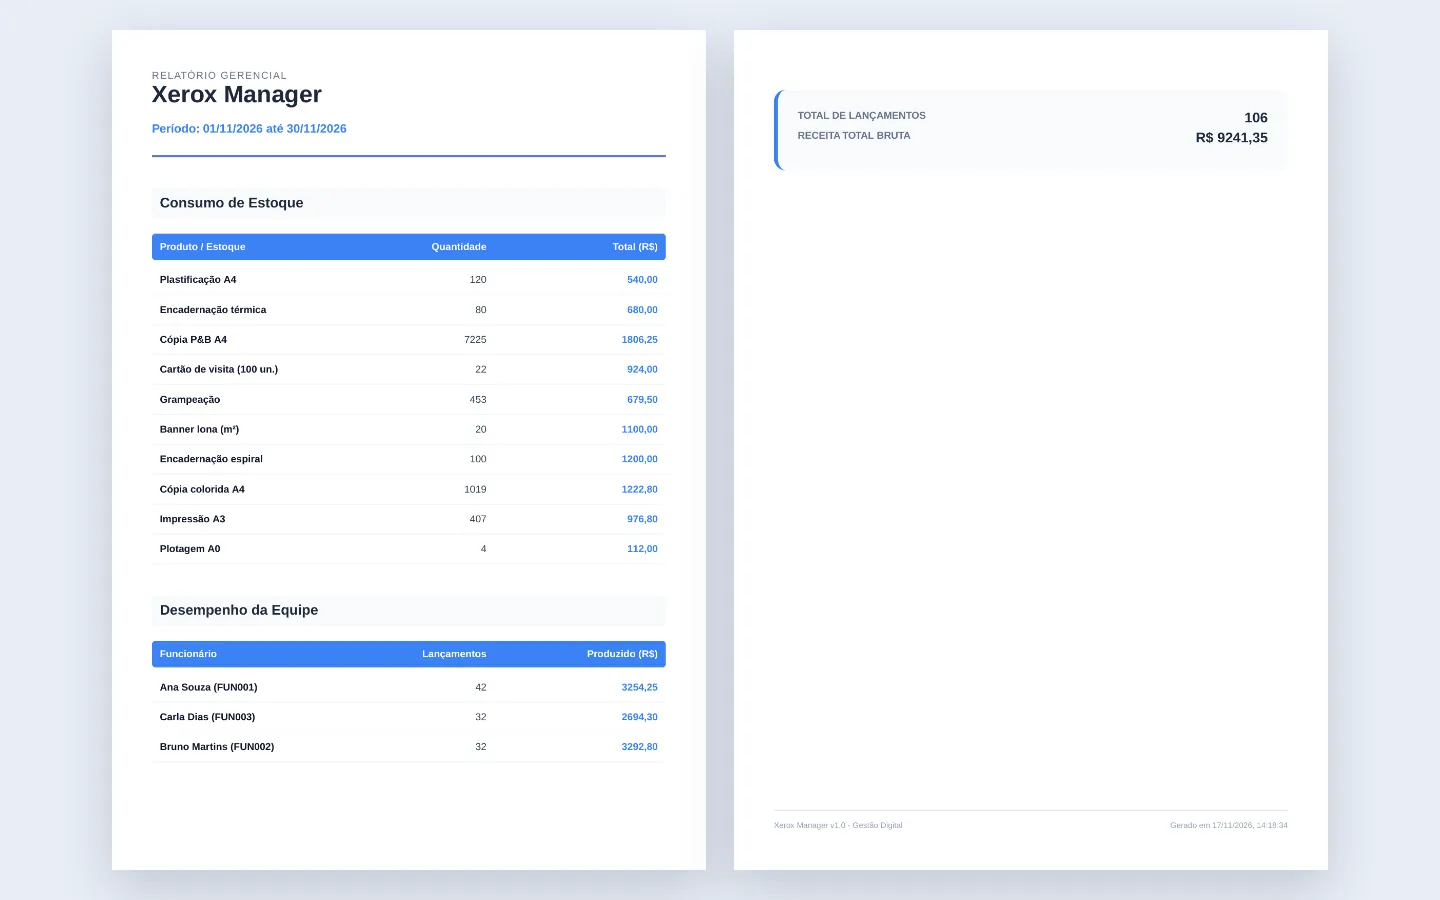 RELATÓRIO GERENCIAL
Xerox Manager
Período: 01/11/2026 até 30/11/2026
Consumo de Estoque
Produto / Estoque Quantidade Total (R$)
Plastificação A4 120 540,00
Encadernação térmica 80 680,00
Cópia P&B A4 7225 1806,25
Cartão de visita (100 un.) 22 924,00
Grampeação 453 679,50
Banner lona (m²) 20 1100,00
Encadernação espiral 100 1200,00
Cópia colorida A4 1019 1222,80
Impressão A3 407 976,80
Plotagem A0 4 112,00
Desempenho da Equipe
Funcionário Lançamentos Produzido (R$)
Ana Souza (FUN001) 42 3254,25
Carla Dias (FUN003) 32 2694,30
Bruno Martins (FUN002) 32 3292,80
TOTAL DE LANÇAMENTOS 106
RECEITA TOTAL BRUTA R$ 9241,35
Xerox Manager v1.0 - Gestão Digital Gerado em 17/11/2026, 14:18:34